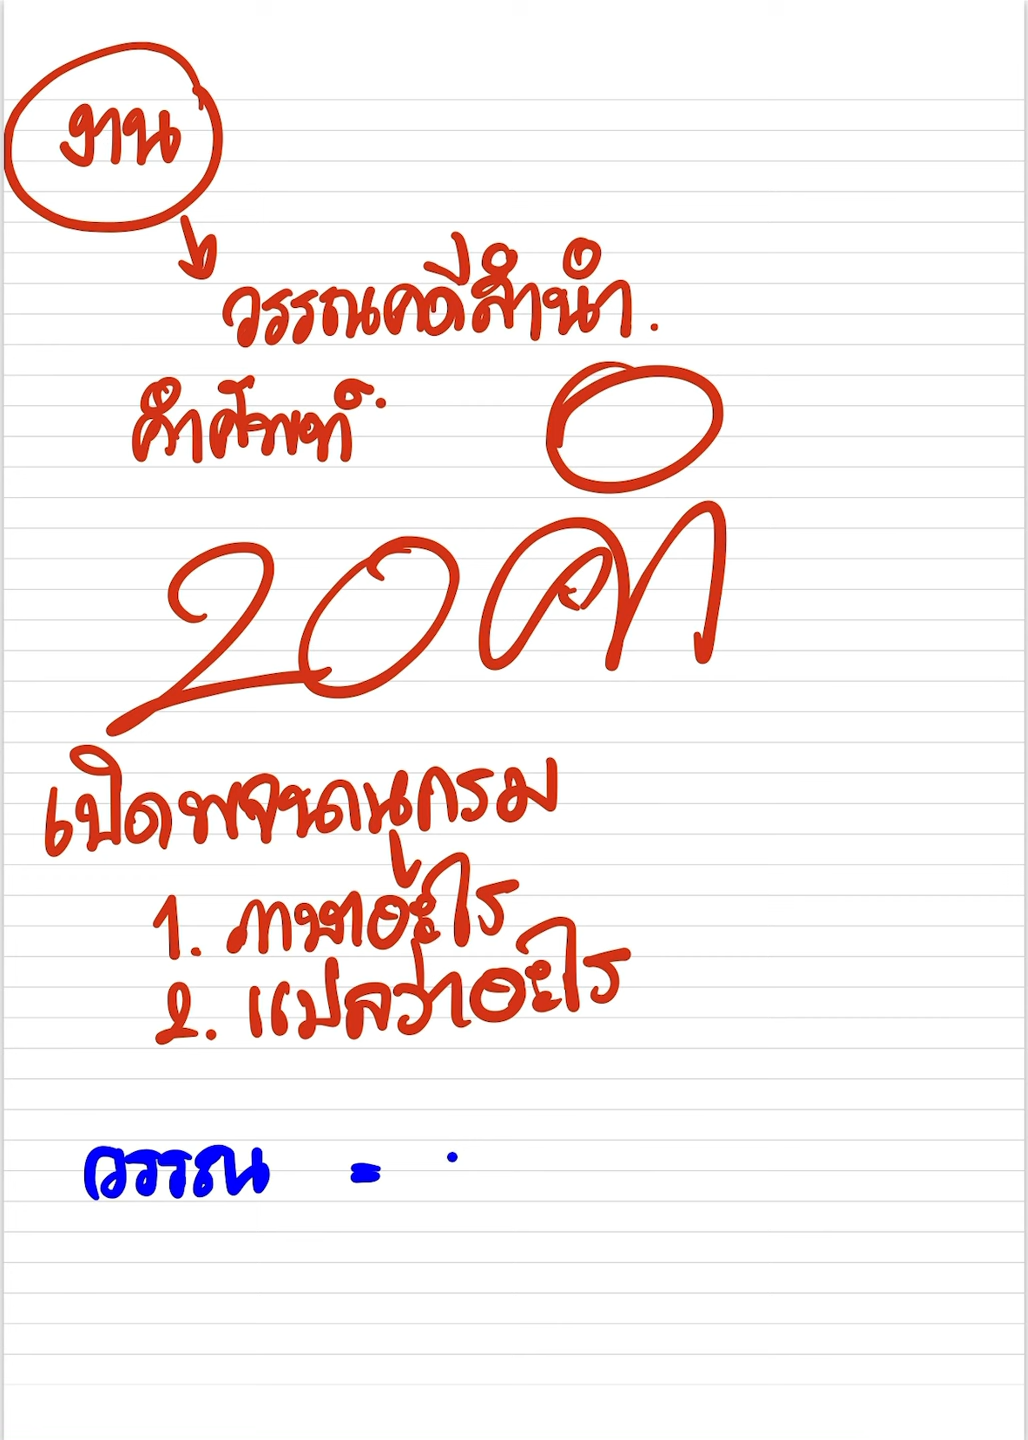 งาน
วรรณคดีลำนำ.
คำศัพท์
20 คำ
เปิดพจนานุกรม
1. ภาษาอะไร
2. แปลว่าอะไร
วรรณ =